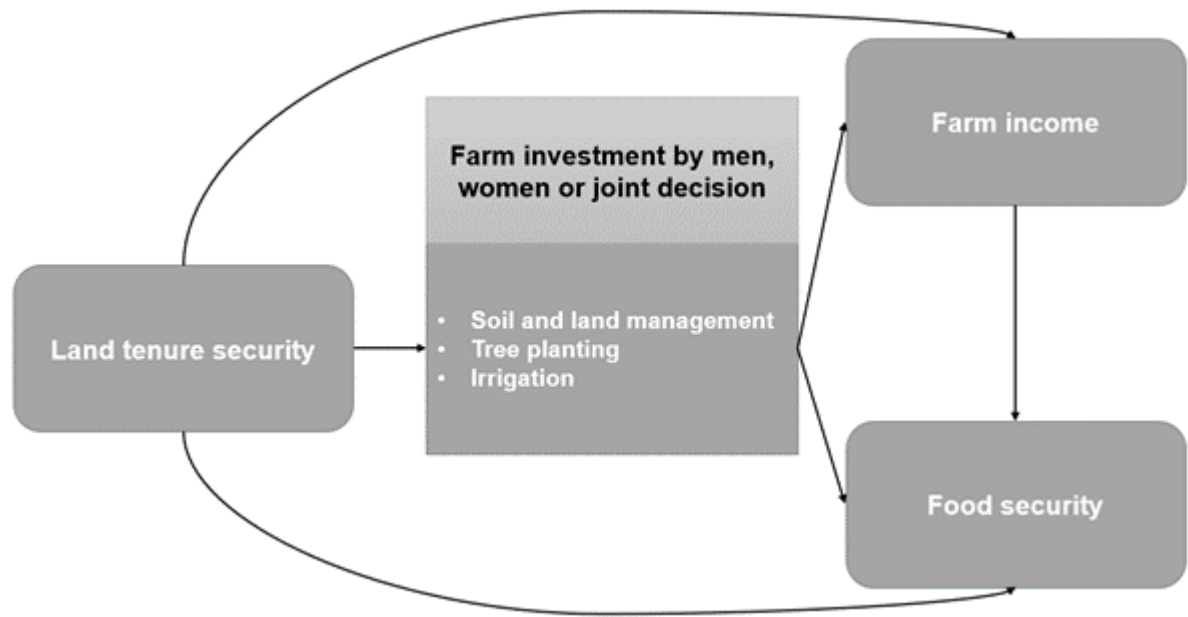 Farm income
Farm investment by men,
women or joint decision
Land tenure security
• Soil and land management
• Tree planting
• Irrigation
Food security